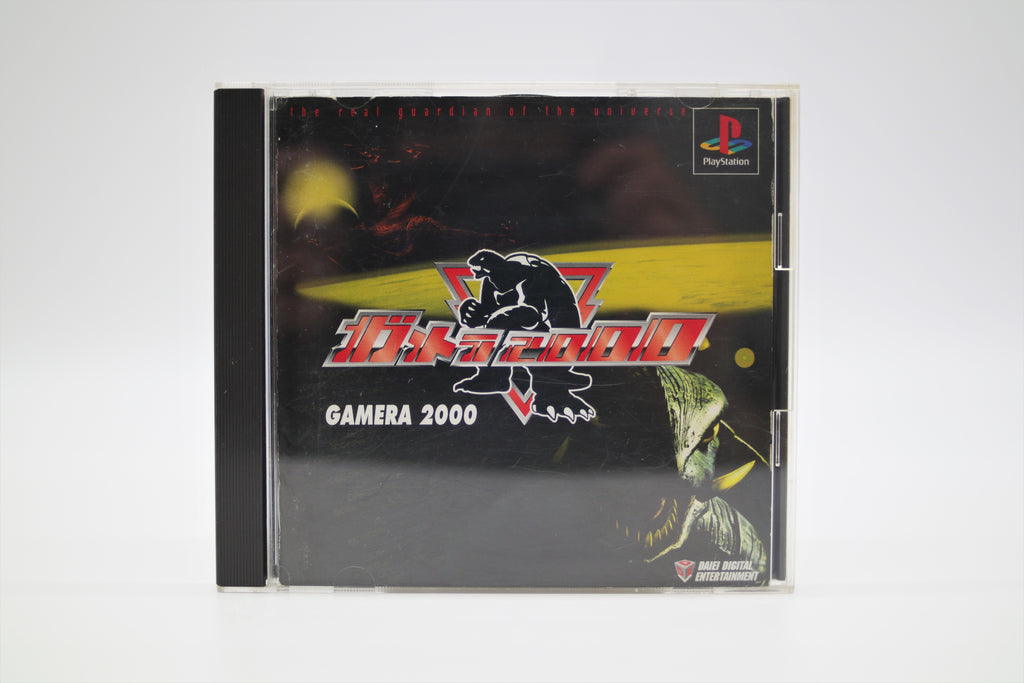 the real guardian of the universe
PlayStation
ガメラ2000
GAMERA 2000
DAIEI DIGITAL
ENTERTAINMENT